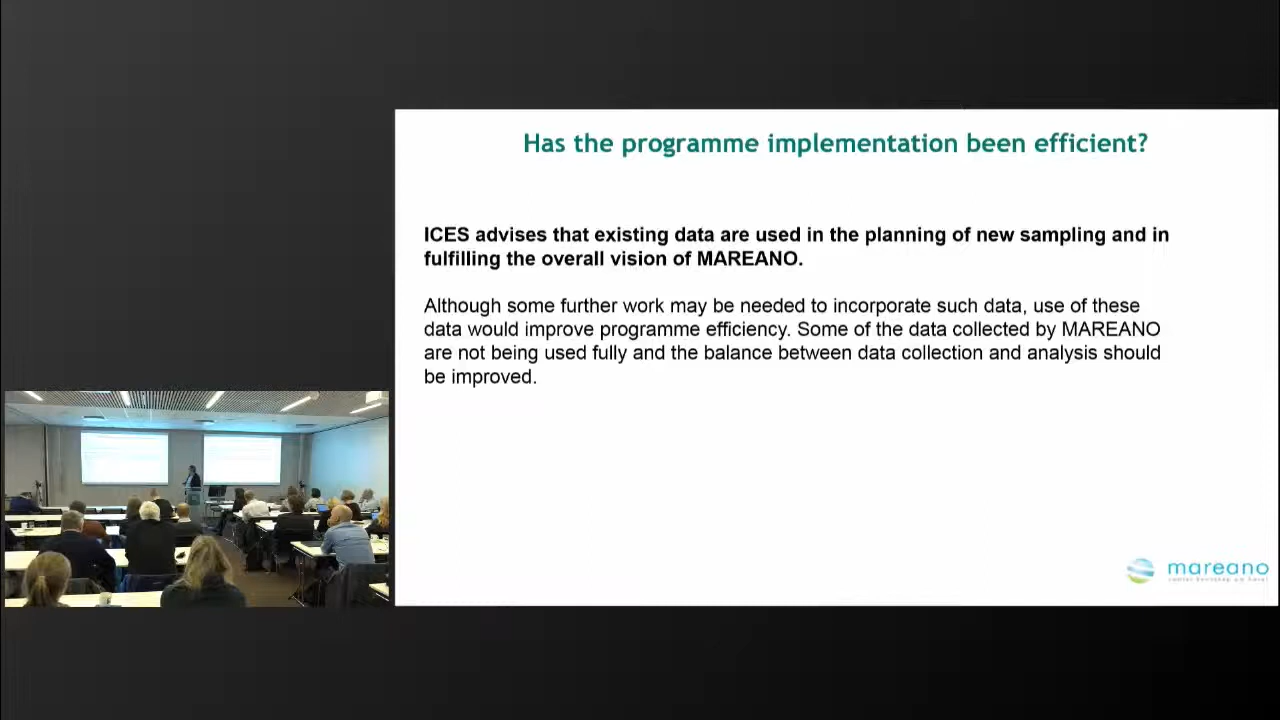 Has the programme implementation been efficient?
ICES advises that existing data are used in the planning of new sampling and in
fulfilling the overall vision of MAREANO.
Although some further work may be needed to incorporate such data, use of these
data would improve programme efficiency. Some of the data collected by MAREANO
are not being used fully and the balance between data collection and analysis should
be improved.
mareano